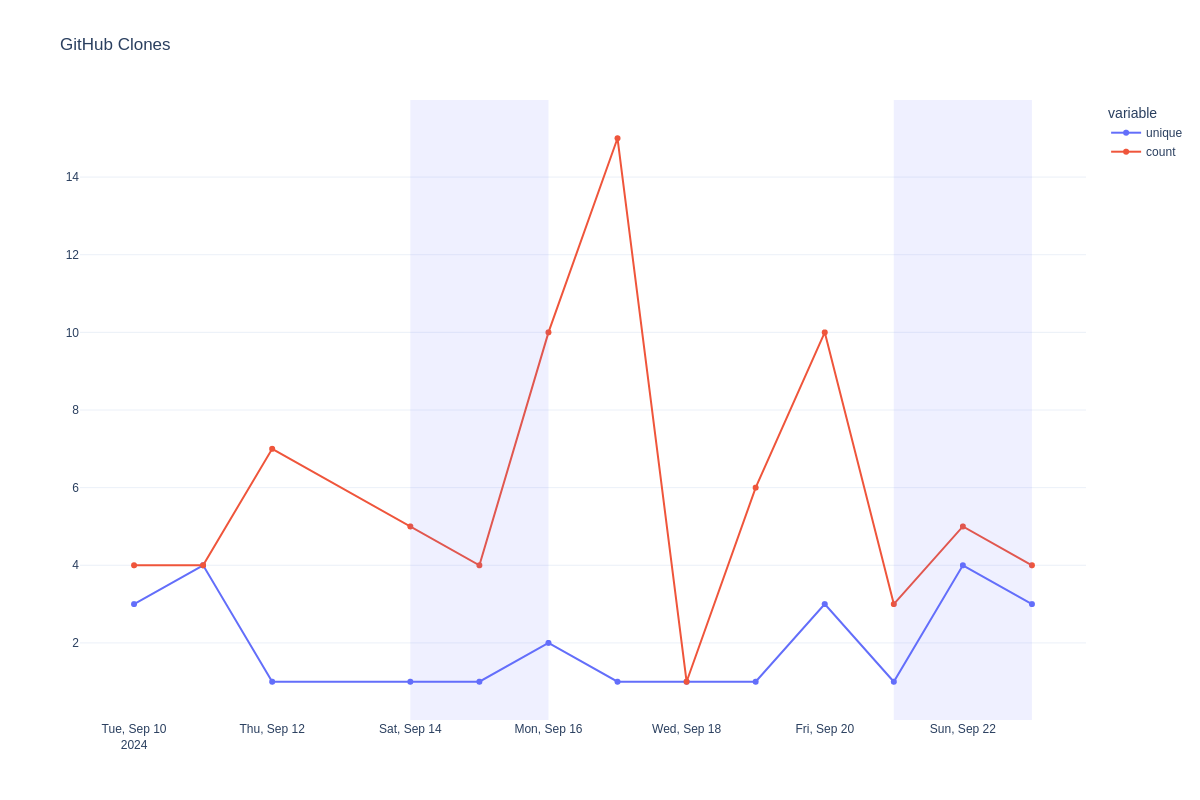 GitHub Clones
variable
unique
count
14
12
10
8
6
4
2
Tue, Sep 10
2024
Thu, Sep 12
Sat, Sep 14
Mon, Sep 16
Wed, Sep 18
Fri, Sep 20
Sun, Sep 22